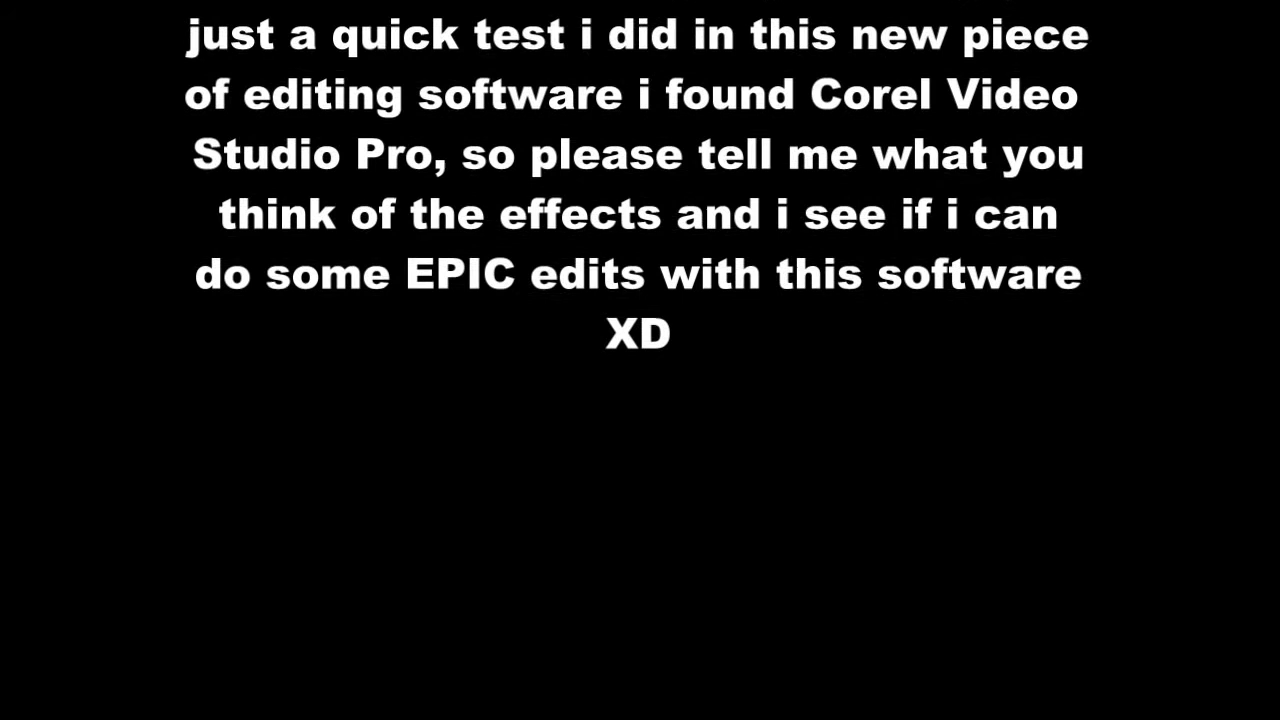 just a quick test i did in this new piece
of editing software i found Corel Video
Studio Pro, so please tell me what you
think of the effects and i see if i can
do some EPIC edits with this software
XD